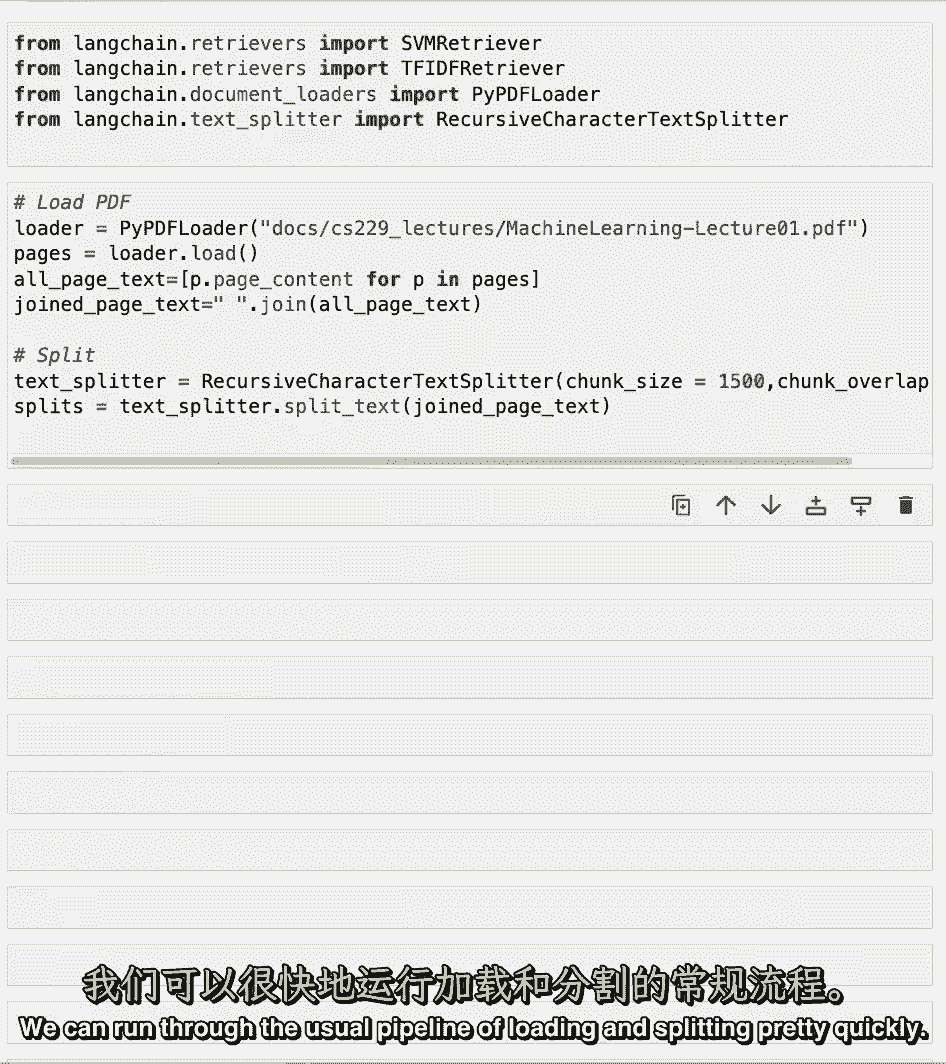 from langchain.retrievers import SVMRetriever
from langchain.retrievers import TFIDFRetriever
from langchain.document_loaders import PyPDFLoader
from langchain.text_splitter import RecursiveCharacterTextSplitter
# Load PDF
loader = PyPDFLoader("docs/cs229_lectures/MachineLearning-Lecture01.pdf")
pages = loader.load()
all_page_text=[p.page_content for p in pages]
joined_page_text=" ".join(all_page_text)
# Split
text_splitter = RecursiveCharacterTextSplitter(chunk_size = 1500,chunk_overlap
splits = text_splitter.split_text(joined_page_text)
我们可以很快地运行加载和分割的常规流程。
We can run through the usual pipeline of loading and splitting pretty quickly.